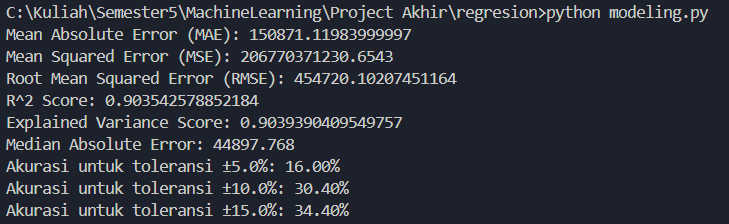 C:\Kuliah\Semester5\MachineLearning\Project Akhir\regresion>python modeling.py
Mean Absolute Error (MAE): 150871.11983999997
Mean Squared Error (MSE): 206770371230.6543
Root Mean Squared Error (RMSE): 454720.10207451164
R^2 Score: 0.903542578852184
Explained Variance Score: 0.9039390409549757
Median Absolute Error: 44897.768
Akurasi untuk toleransi ±5.0%: 16.00%
Akurasi untuk toleransi ±10.0%: 30.40%
Akurasi untuk toleransi ±15.0%: 34.40%